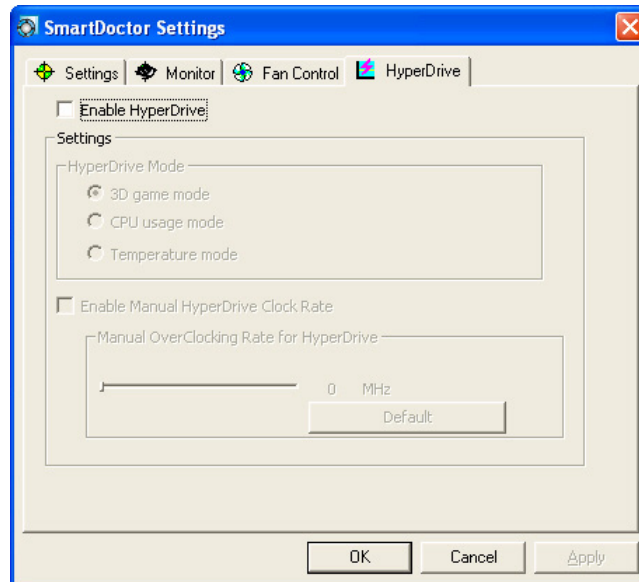 SmartDoctor Settings
Settings Monitor Fan Control HyperDrive
Enable HyperDrive
Settings
HyperDrive Mode
3D game mode
CPU usage mode
Temperature mode
Enable Manual HyperDrive Clock Rate
Manual OverClocking Rate for HyperDrive
0 MHz
Default
OK Cancel Apply